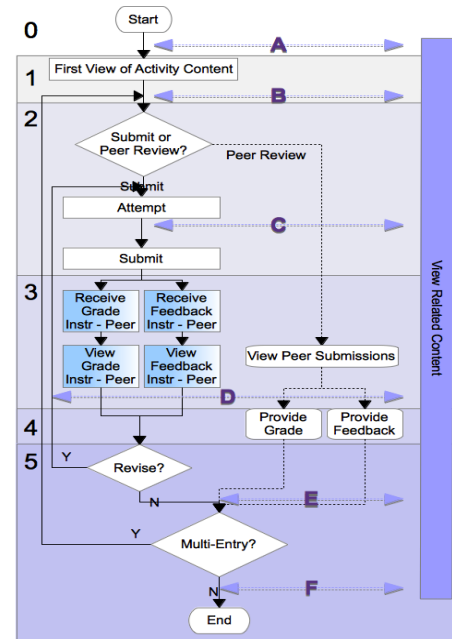 0
Start
A
1
First View of Activity Content
B
2
Submit or
Peer Review?
Peer Review
Submit
Attempt
C
Submit
View Related Content
3
Receive
Grade
Instr - Peer
Receive
Feedback
Instr - Peer
View
Grade
Instr - Peer
View
Feedback
Instr - Peer
View Peer Submissions
D
4
Provide
Grade
Provide
Feedback
5
Y
Revise?
N
E
Y
Multi-Entry?
N
F
End